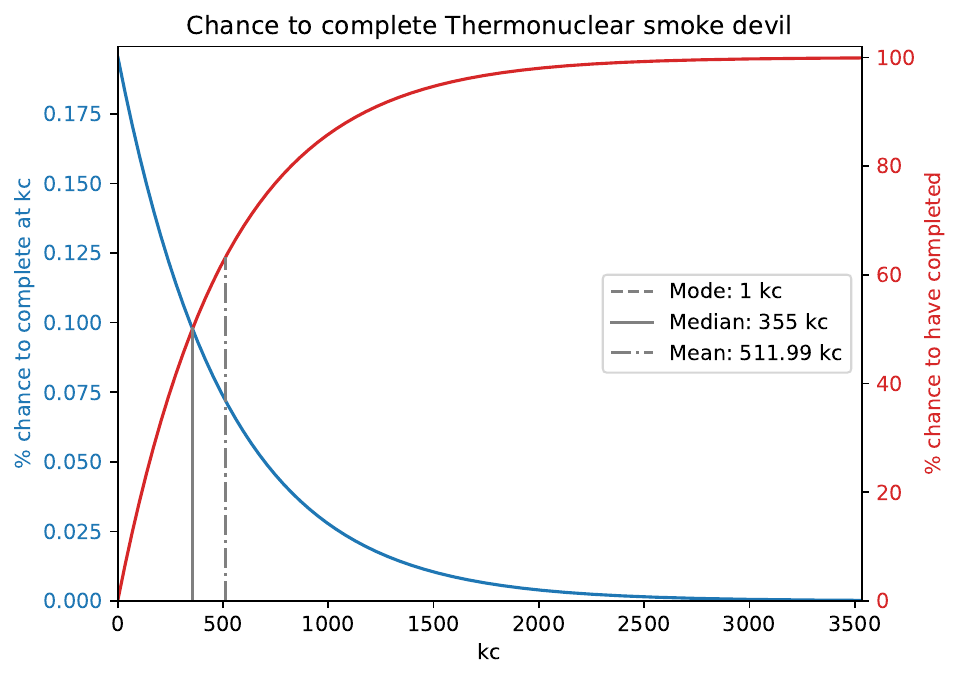 Chance to complete Thermonuclear smoke devil
% chance to complete at kc
0.175
0.150
0.125
0.100
0.075
0.050
0.025
0.000
100
80
60
40
20
0
% chance to have completed
Mode: 1 kc
Median: 355 kc
Mean: 511.99 kc
0 500 1000 1500 2000 2500 3000 3500
kc